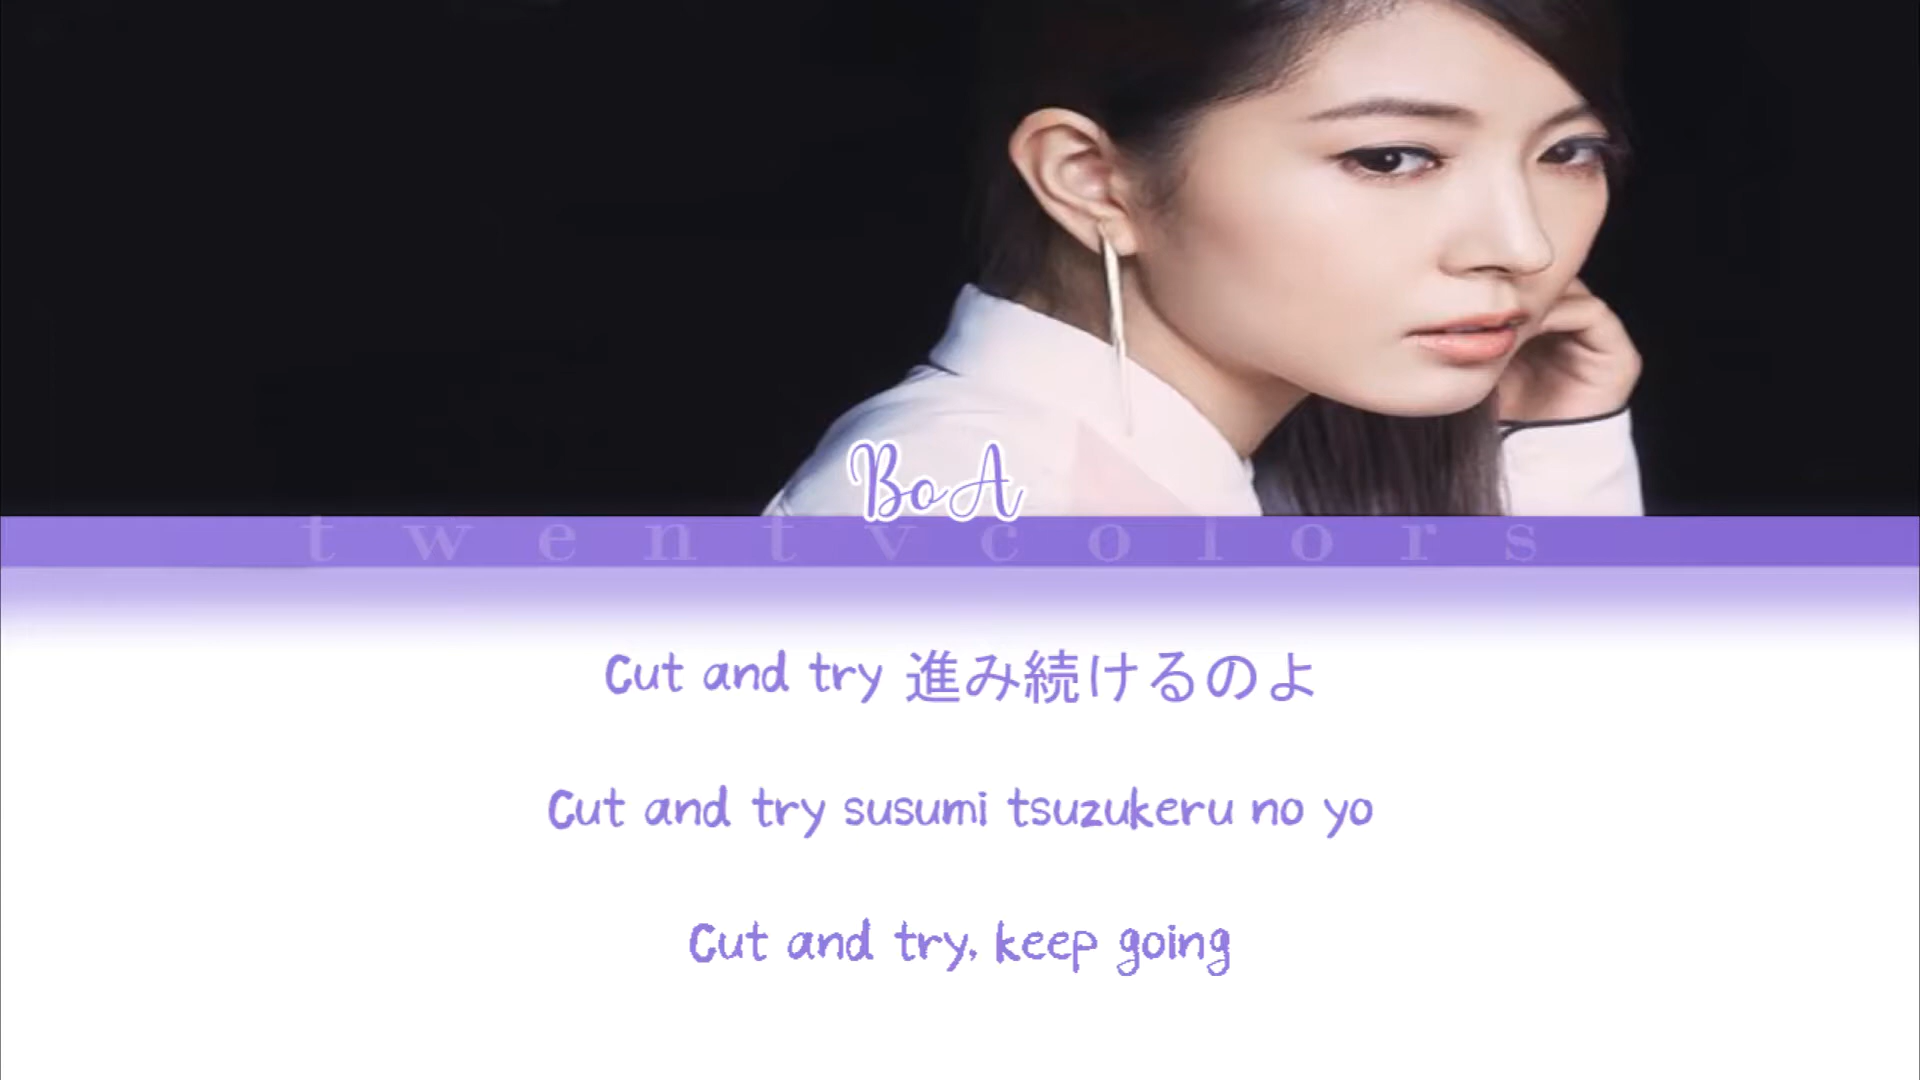 BoA
twentycolors
Cut and try 進み続けるのよ
Cut and try susumi tsuzukeru no yo
Cut and try, keep going